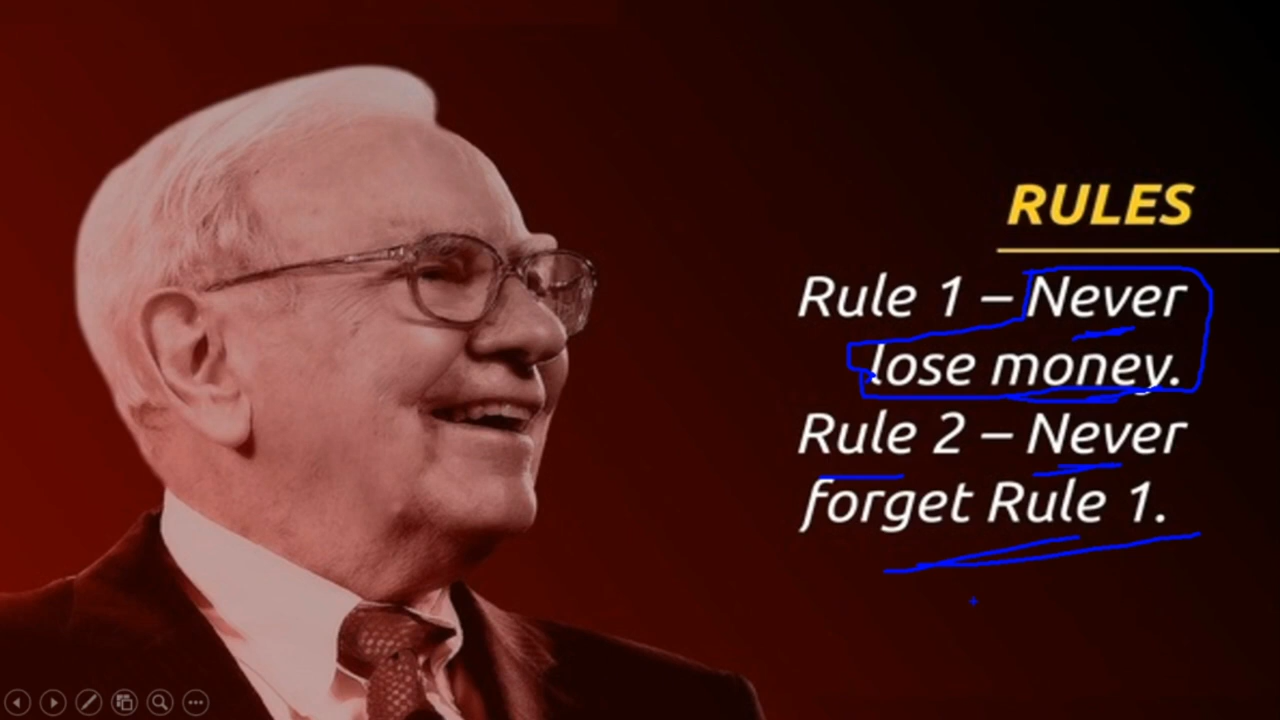 RULES
Rule 1 – Never
lose money.
Rule 2 – Never
forget Rule 1.